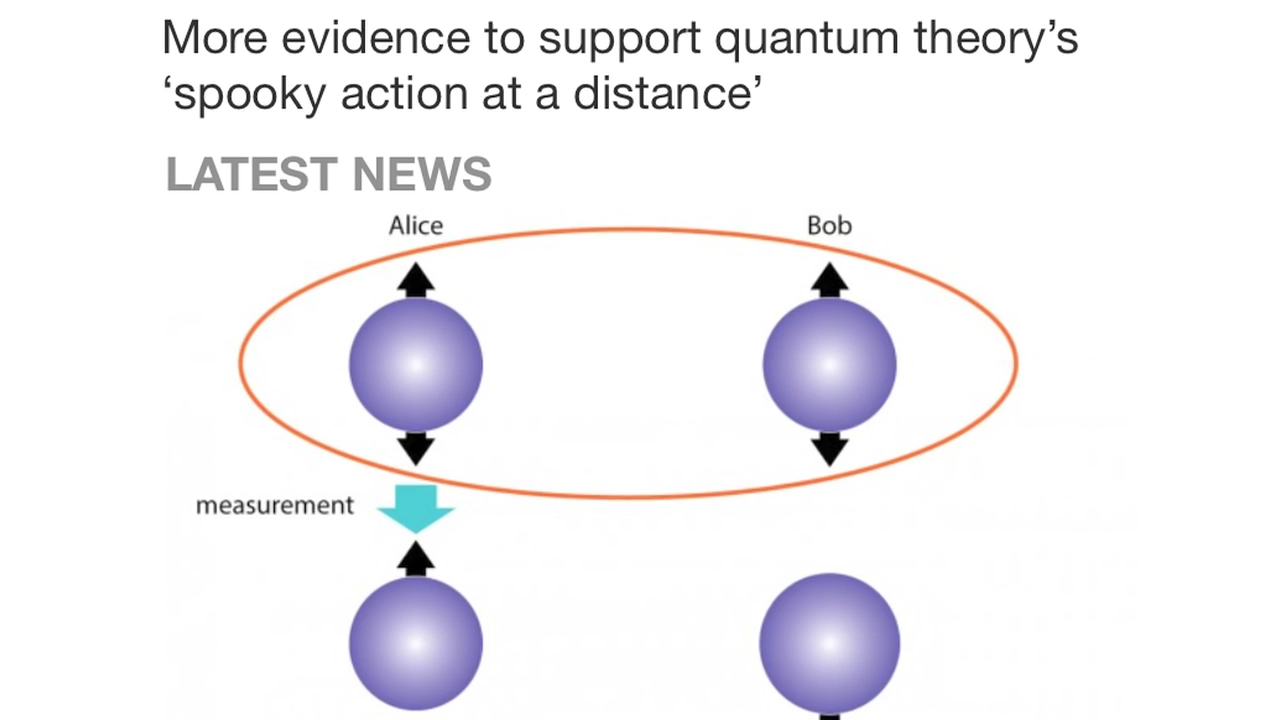 More evidence to support quantum theory’s
‘spooky action at a distance’
LATEST NEWS
Alice
Bob
measurement